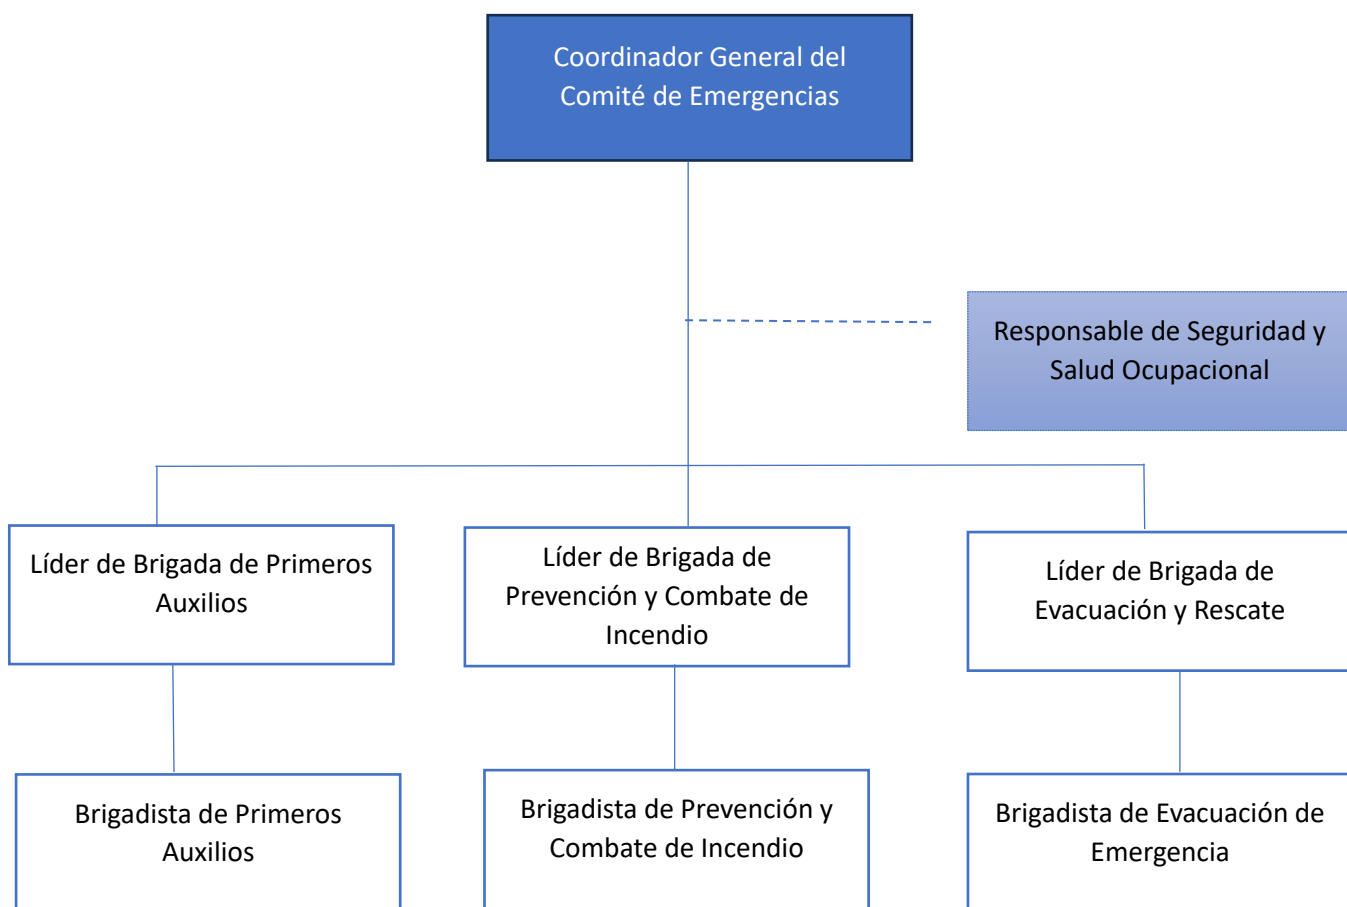 Coordinador General del
Comité de Emergencias
Responsable de Seguridad y
Salud Ocupacional
Líder de Brigada de Primeros
Auxilios
Líder de Brigada de
Prevención y Combate de
Incendio
Líder de Brigada de
Evacuación y Rescate
Brigadista de Primeros
Auxilios
Brigadista de Prevención y
Combate de Incendio
Brigadista de Evacuación de
Emergencia